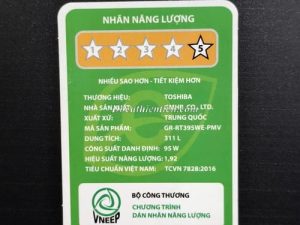 NHÃN NĂNG LƯỢNG
1 2 3 4 5
NHIỀU SAO HƠN - TIẾT KIỆM HƠN
THƯƠNG HIỆU: TOSHIBA
NHÀ SẢN XUẤT: CO., LTD.
XUẤT XỨ: TRUNG QUỐC
MÃ SẢN PHẨM: GR-RT395WE-PMV
DUNG TÍCH: 311 L
CÔNG SUẤT DANH ĐỊNH: 95 W
HIỆU SUẤT NĂNG LƯỢNG: 1.92
TIÊU CHUẨN VIỆT NAM: TCVN 7828:2016
VNEEP
BỘ CÔNG THƯƠNG
CHƯƠNG TRÌNH
DÁN NHÃN NĂNG LƯỢNG